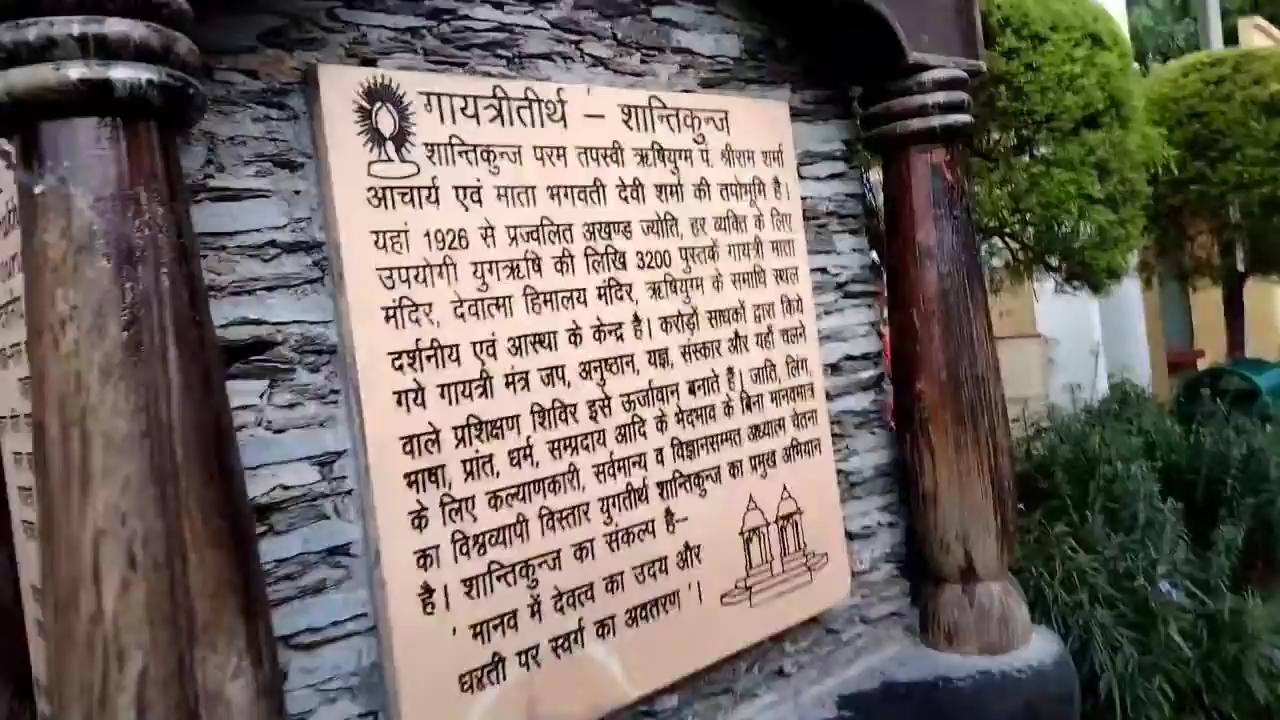 गायत्रीतीर्थ – शान्तिकुन्ज
शान्तिकुन्ज परम तपस्वी ऋषियुग्म पं. श्रीराम शर्मा
आचार्य एवं माता भगवती देवी शर्मा की तपोभूमि है।
यहां 1926 से प्रज्वलित अखण्ड ज्योति, हर व्यक्ति के लिए
उपयोगी युगऋषि की लिखि 3200 पुस्तकें गायत्री माता
मंदिर, देवात्मा हिमालय मंदिर, ऋषियुग्म के समाधि स्थल
दर्शनीय एवं आस्था के केन्द्र है। करोड़ों साधकों द्वारा किये
गये गायत्री मंत्र जप, अनुष्ठान, यज्ञ, संस्कार और यहाँ चलने
वाले प्रशिक्षण शिविर इसे ऊर्जावान बनाते हैं। जाति, लिंग,
भाषा, प्रांत, धर्म, सम्प्रदाय आदि के भेदभाव के बिना मानवमात्र
के लिए कल्याणकारी, सर्वमान्य व विज्ञानसम्मत अध्यात्म चेतना
का विश्वव्यापी विस्तार युगतीर्थ शान्तिकुन्ज का प्रमुख अभियान
है। शान्तिकुन्ज का संकल्प है–
' मानव में देवत्व का उदय और
धरती पर स्वर्ग का अवतरण '।